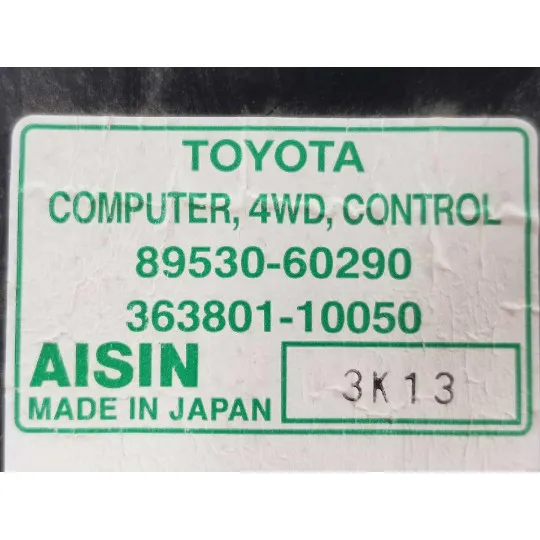 TOYOTA
COMPUTER, 4WD, CONTROL
89530-60290
363801-10050
AISIN
3K13
MADE IN JAPAN